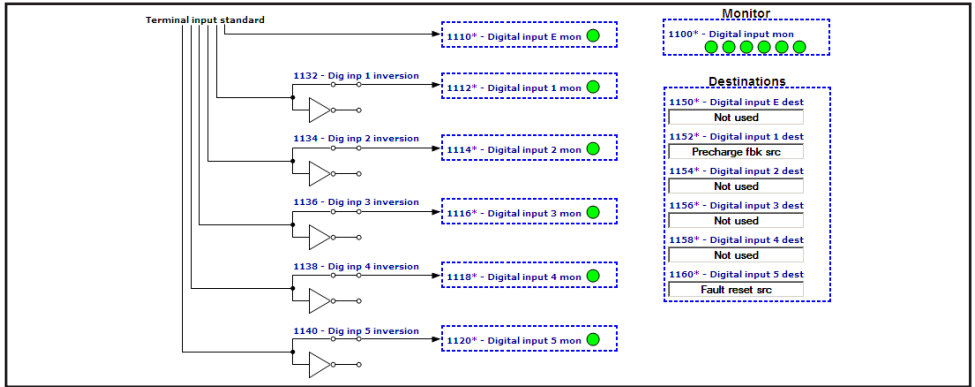 Terminal input standard
1110* - Digital input E mon
1132 - Dig inp 1 inversion
1112* - Digital input 1 mon
1134 - Dig inp 2 inversion
1114* - Digital input 2 mon
1136 - Dig inp 3 inversion
1116* - Digital input 3 mon
1138 - Dig inp 4 inversion
1118* - Digital input 4 mon
1140 - Dig inp 5 inversion
1120* - Digital input 5 mon
Monitor
1100* - Digital input mon
Destinations
1150* - Digital input E dest
Not used
1152* - Digital input 1 dest
Precharge fbk src
1154* - Digital input 2 dest
Not used
1156* - Digital input 3 dest
Not used
1158* - Digital input 4 dest
Not used
1160* - Digital input 5 dest
Fault reset src